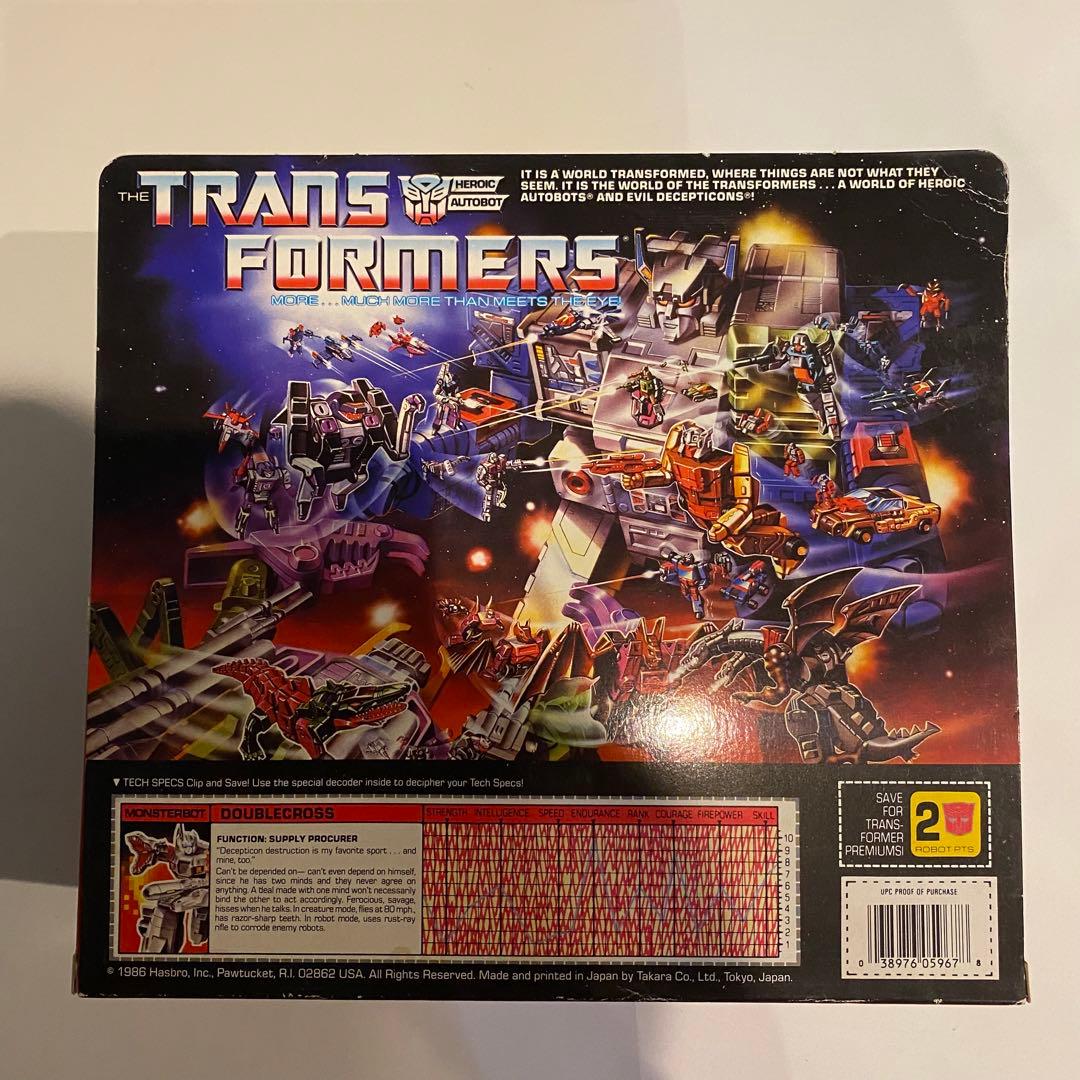 THE TRANS
FORMERS®
HEROIC
AUTOBOT
MORE... MUCH MORE THAN MEETS THE EYE!
IT IS A WORLD TRANSFORMED, WHERE THINGS ARE NOT WHAT THEY
SEEM. IT IS THE WORLD OF THE TRANSFORMERS... A WORLD OF HEROIC
AUTOBOTS® AND EVIL DECEPTICONS®!
▼ TECH SPECS Clip and Save! Use the special decoder inside to decipher your Tech Specs!
MONSTERBOT DOUBLECROSS
FUNCTION: SUPPLY PROCURER
"Decepticon destruction is my favorite sport... and
mine, too."
Can't be depended on— can't even depend on himself,
since he has two minds and they never agree on
anything. A deal made with one mind won't necessarily
bind the other to act accordingly. Ferocious, savage,
hisses when he talks. In creature mode, flies at 80 mph.,
has razor-sharp teeth. In robot mode, uses rust-ray
rifle to corrode enemy robots.
STRENGTH INTELLIGENCE SPEED ENDURANCE RANK COURAGE FIREPOWER SKILL
10
9
8
7
6
5
4
3
2
1
SAVE
FOR
TRANS-
FORMER
PREMIUMS!
2
ROBOT PTS
UPC PROOF OF PURCHASE
0 38976 05967 8
© 1986 Hasbro, Inc., Pawtucket, R.I. 02862 USA. All Rights Reserved. Made and printed in Japan by Takara Co., Ltd., Tokyo, Japan.